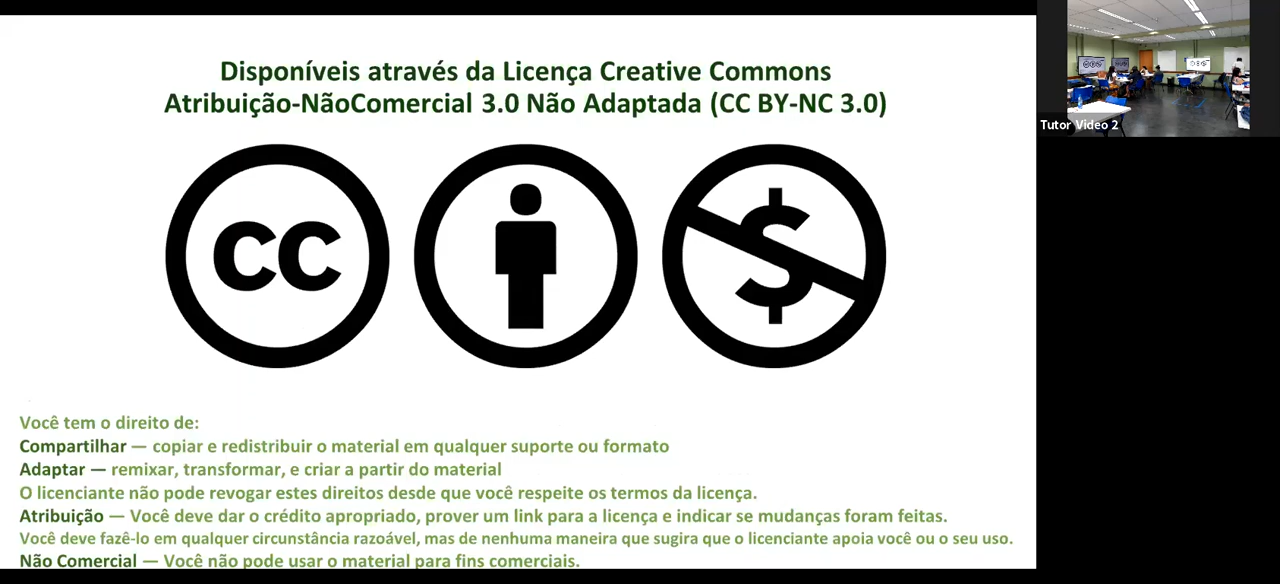 Disponíveis através da Licença Creative Commons
Atribuição-NãoComercial 3.0 Não Adaptada (CC BY-NC 3.0)
CC
$
Você tem o direito de:
Compartilhar — copiar e redistribuir o material em qualquer suporte ou formato
Adaptar — remixar, transformar, e criar a partir do material
O licenciante não pode revogar estes direitos desde que você respeite os termos da licença.
Atribuição — Você deve dar o crédito apropriado, prover um link para a licença e indicar se mudanças foram feitas.
Você deve fazê-lo em qualquer circunstância razoável, mas de nenhuma maneira que sugira que o licenciante apoia você ou o seu uso.
Não Comercial — Você não pode usar o material para fins comerciais.
Tutor Video 2